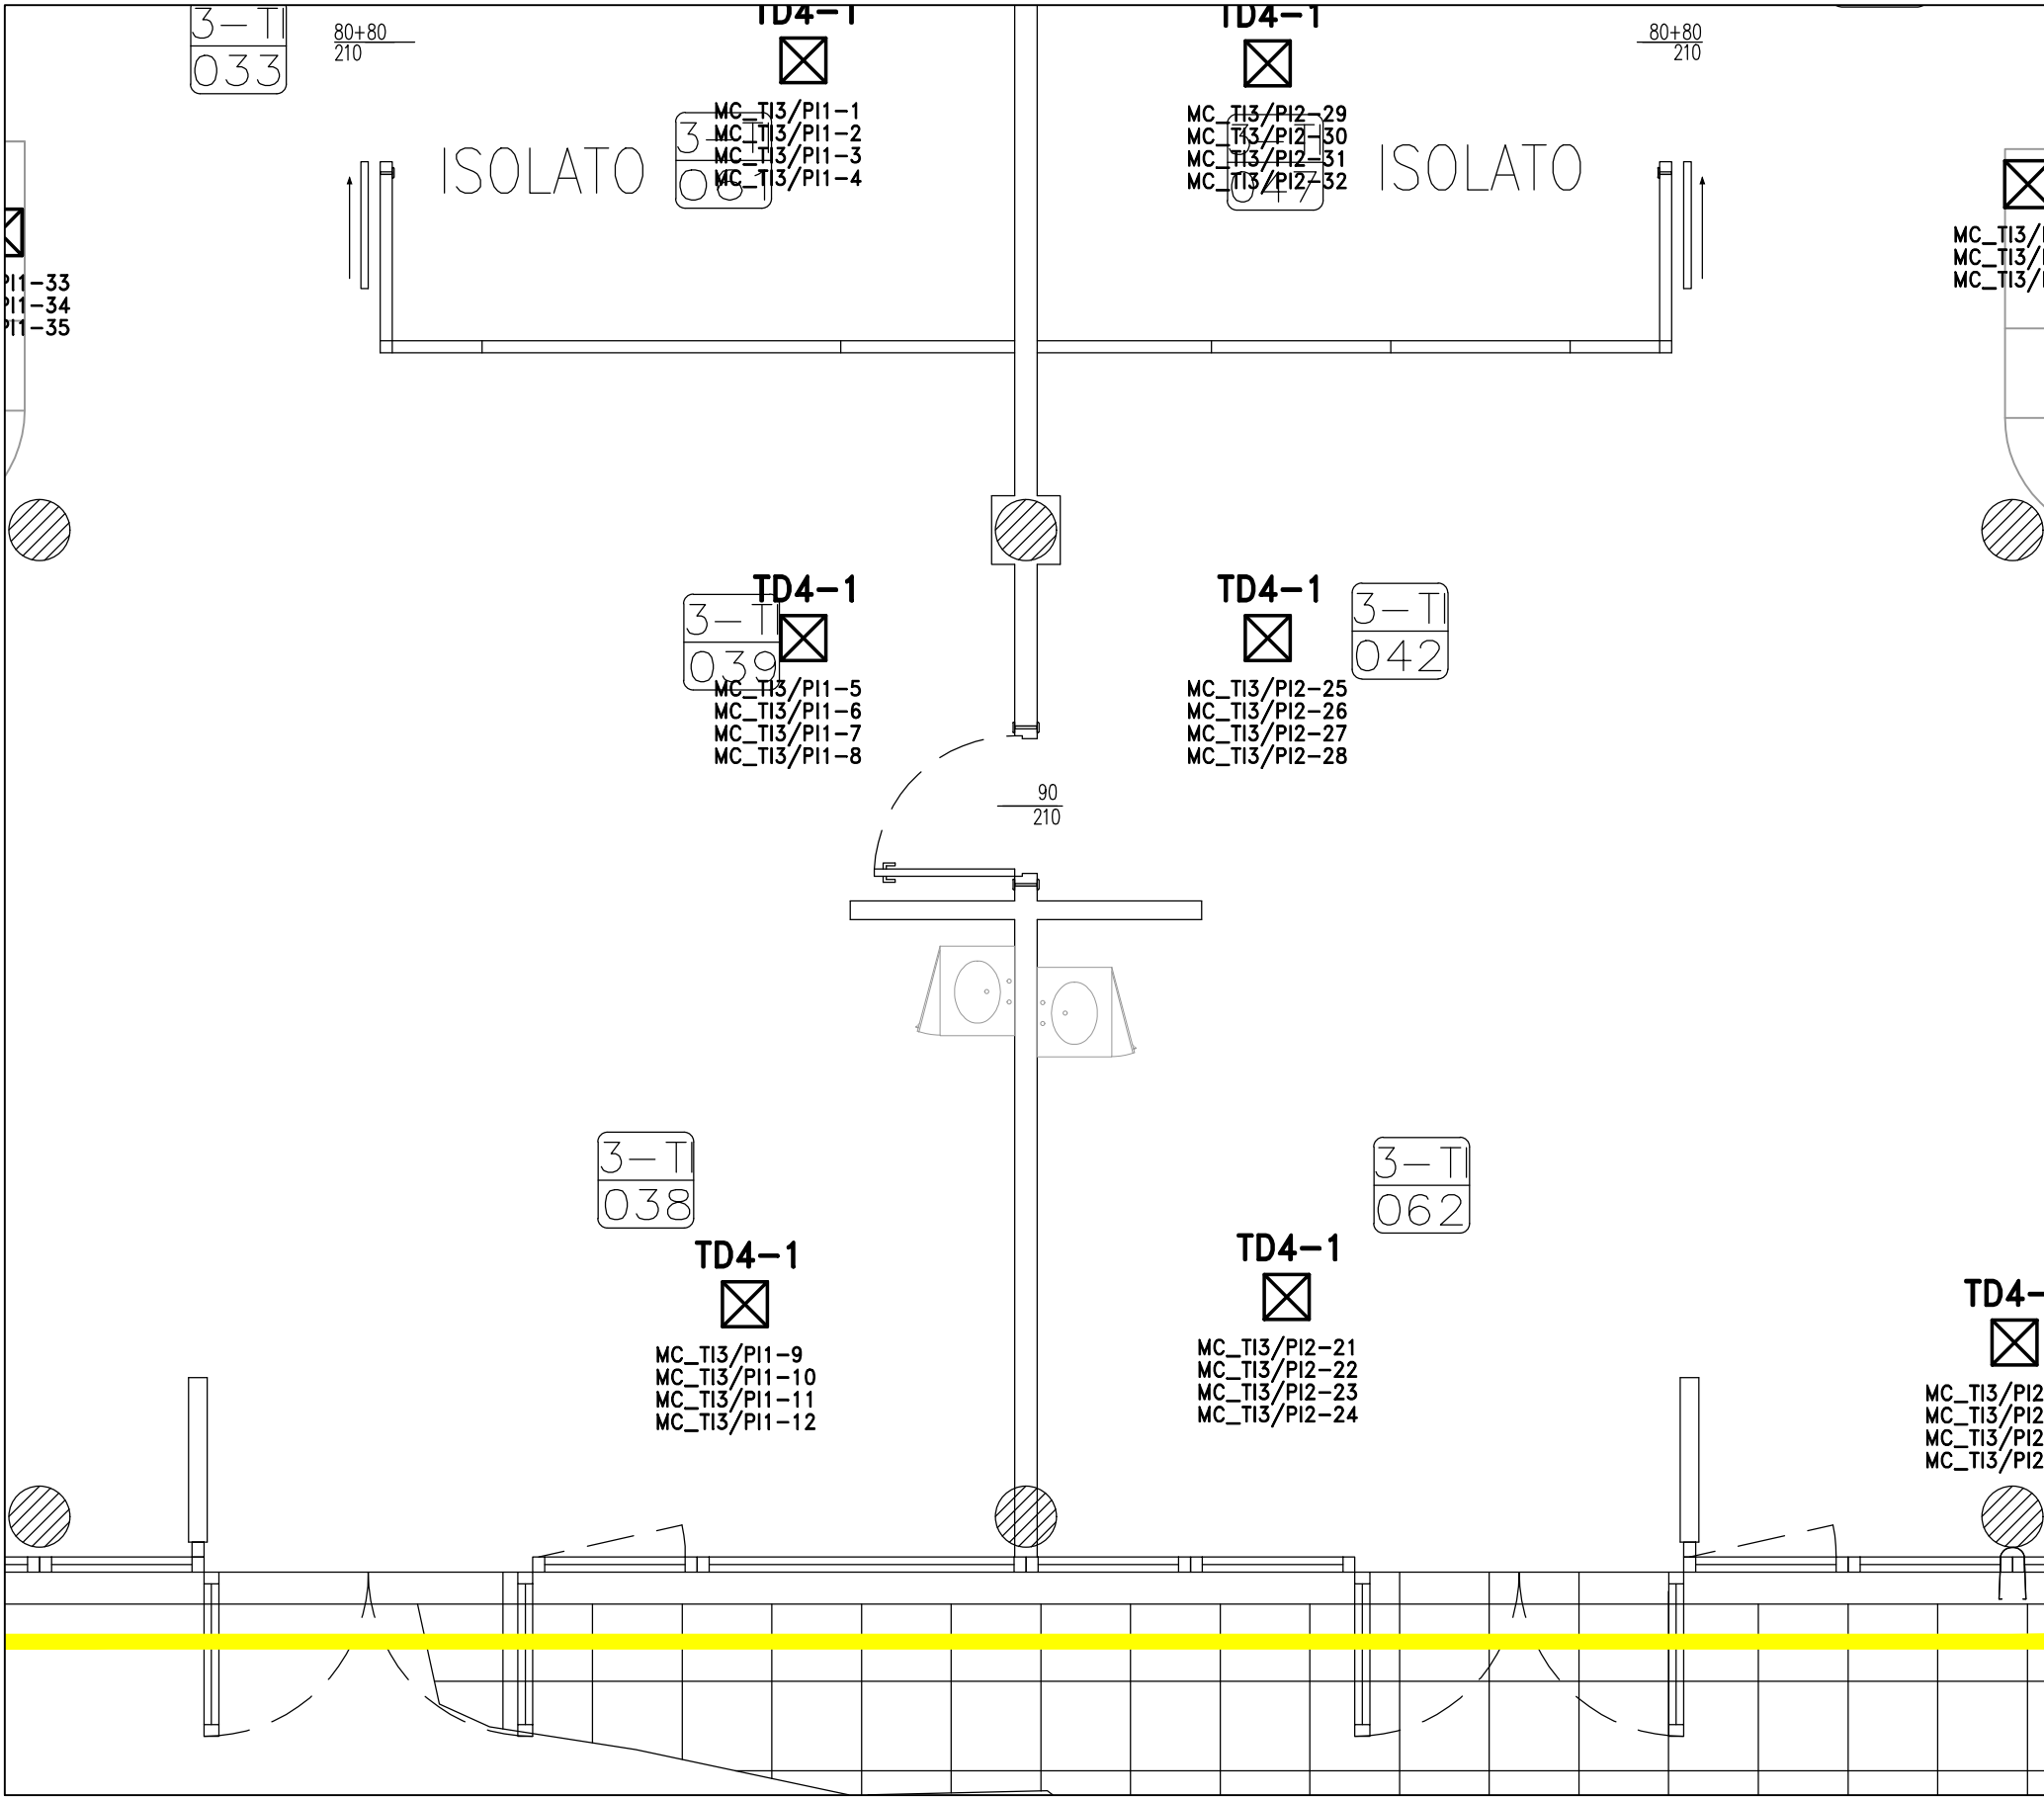 3-TI
033
80+80
210
TD4-1
MC_TI3/PI1-1
MC_TI3/PI1-2
MC_TI3/PI1-3
MC_TI3/PI1-4
3-TI
061
ISOLATO
TD4-1
MC_TI3/PI2-29
MC_TI3/PI2-30
MC_TI3/PI2-31
MC_TI3/PI2-32
3-TI
047
ISOLATO
80+80
210
PI1-33
PI1-34
PI1-35
MC_TI3/
MC_TI3/
MC_TI3/
TD4-1
3-TI
039
MC_TI3/PI1-5
MC_TI3/PI1-6
MC_TI3/PI1-7
MC_TI3/PI1-8
TD4-1
3-TI
042
MC_TI3/PI2-25
MC_TI3/PI2-26
MC_TI3/PI2-27
MC_TI3/PI2-28
90
210
3-TI
038
TD4-1
MC_TI3/PI1-9
MC_TI3/PI1-10
MC_TI3/PI1-11
MC_TI3/PI1-12
3-TI
062
TD4-1
MC_TI3/PI2-21
MC_TI3/PI2-22
MC_TI3/PI2-23
MC_TI3/PI2-24
TD4-
MC_TI3/PI2
MC_TI3/PI2
MC_TI3/PI2
MC_TI3/PI2